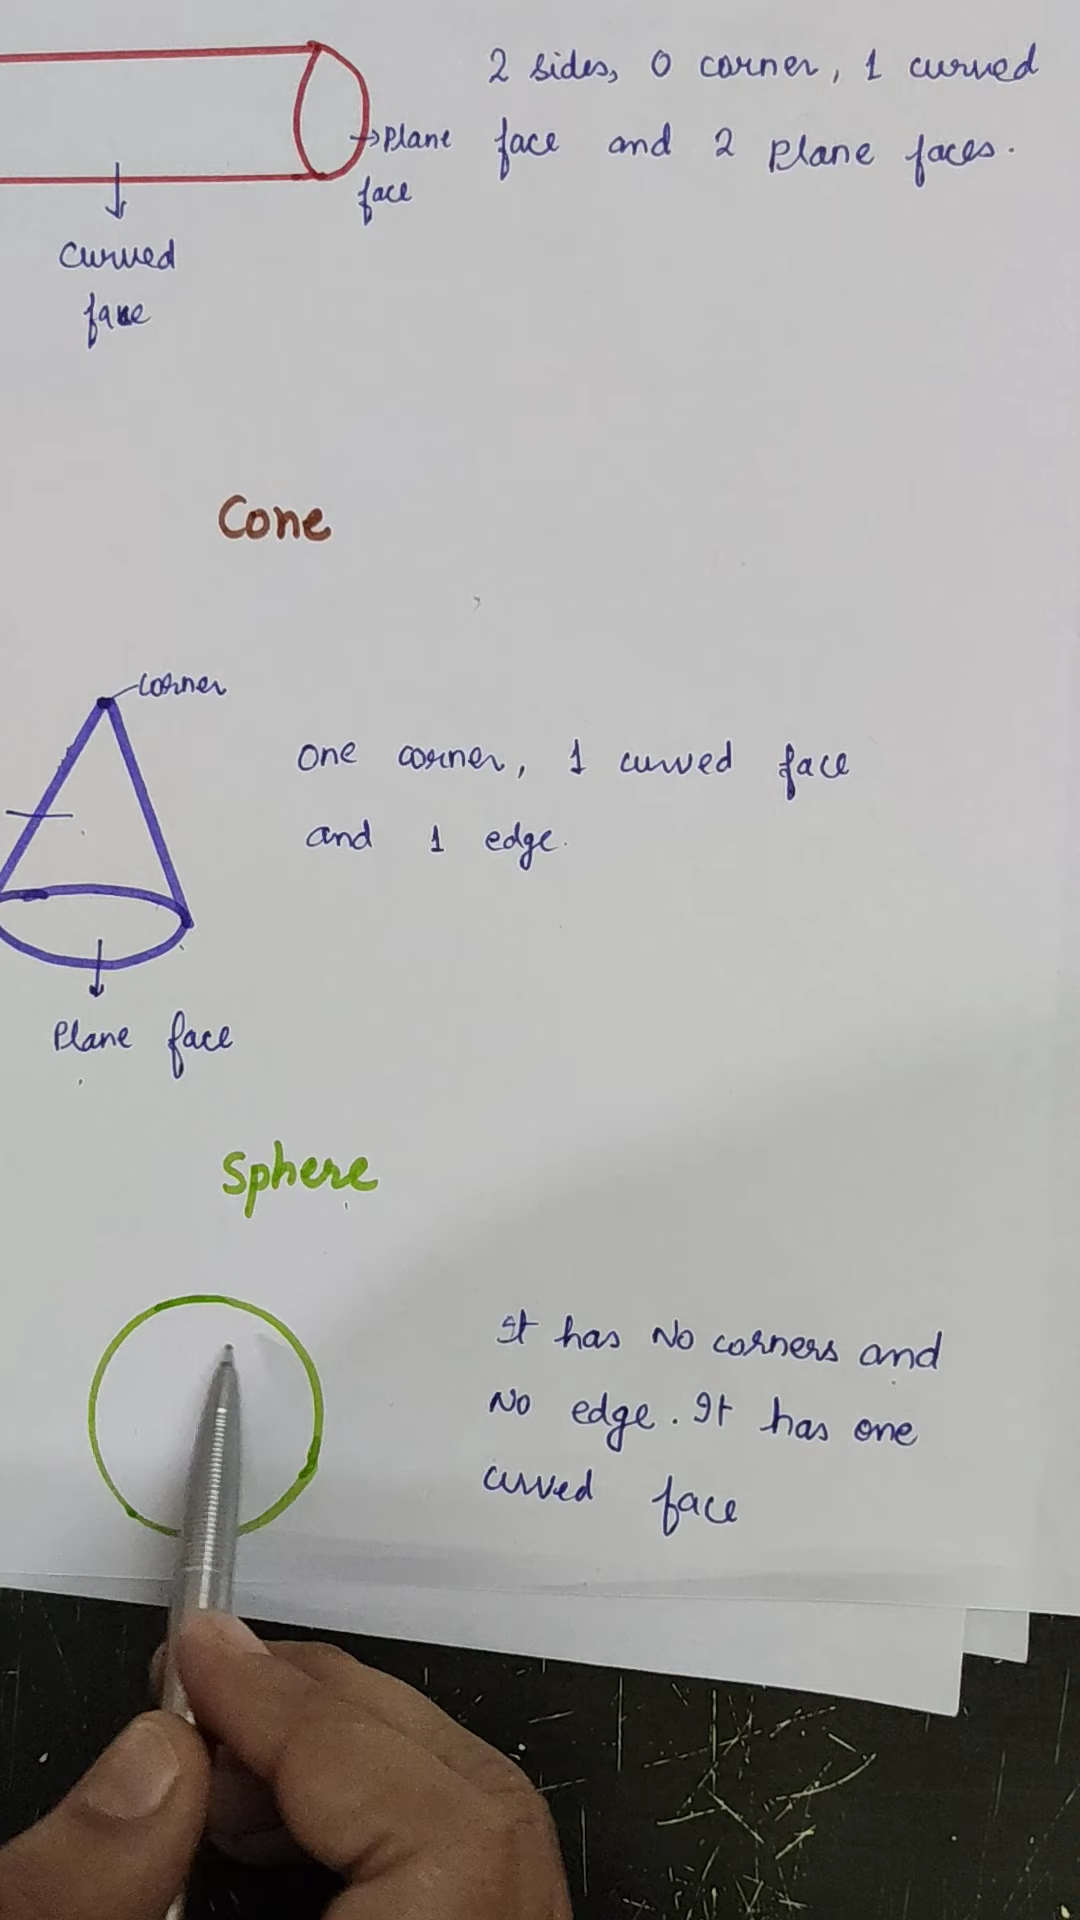 2 sides, 0 corner, 1 curved
face and 2 plane faces.
Plane
face
Curved
face
Cone
Corner
One corner, 1 curved face
and 1 edge.
Plane face
Sphere
It has No corners and
No edge. It has one
curved face